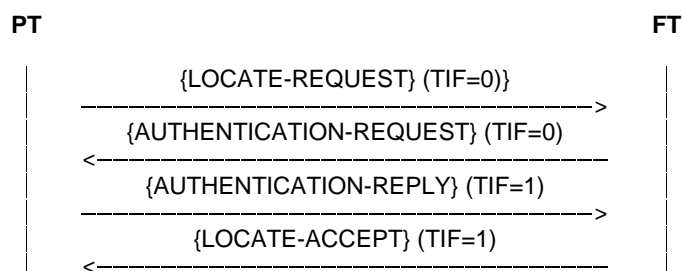 PT FT
{LOCATE-REQUEST} (TIF=0)}
{AUTHENTICATION-REQUEST} (TIF=0)
{AUTHENTICATION-REPLY} (TIF=1)
{LOCATE-ACCEPT} (TIF=1)